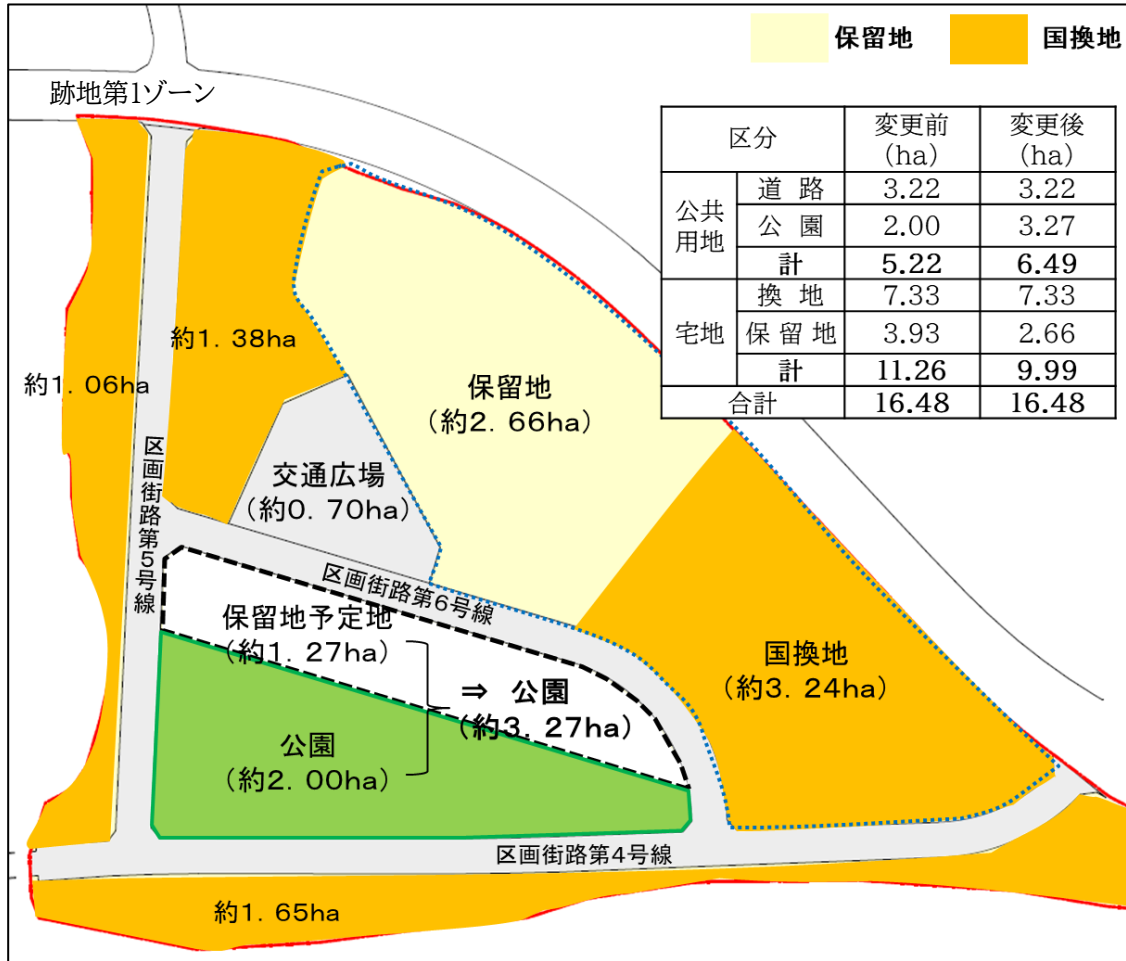 保留地 国換地
跡地第1ゾーン
区分 変更前(ha) 変更後(ha)
公共用地 道路 3.22 3.22
公園 2.00 3.27
計 5.22 6.49
宅地 換地 7.33 7.33
保留地 3.93 2.66
計 11.26 9.99
合計 16.48 16.48
約1.38ha
約1.06ha
保留地
(約2.66ha)
区画街路第5号線
交通広場
(約0.70ha)
区画街路第6号線
保留地予定地
(約1.27ha)
国換地
(約3.24ha)
⇒ 公園
(約3.27ha)
公園
(約2.00ha)
区画街路第4号線
約1.65ha